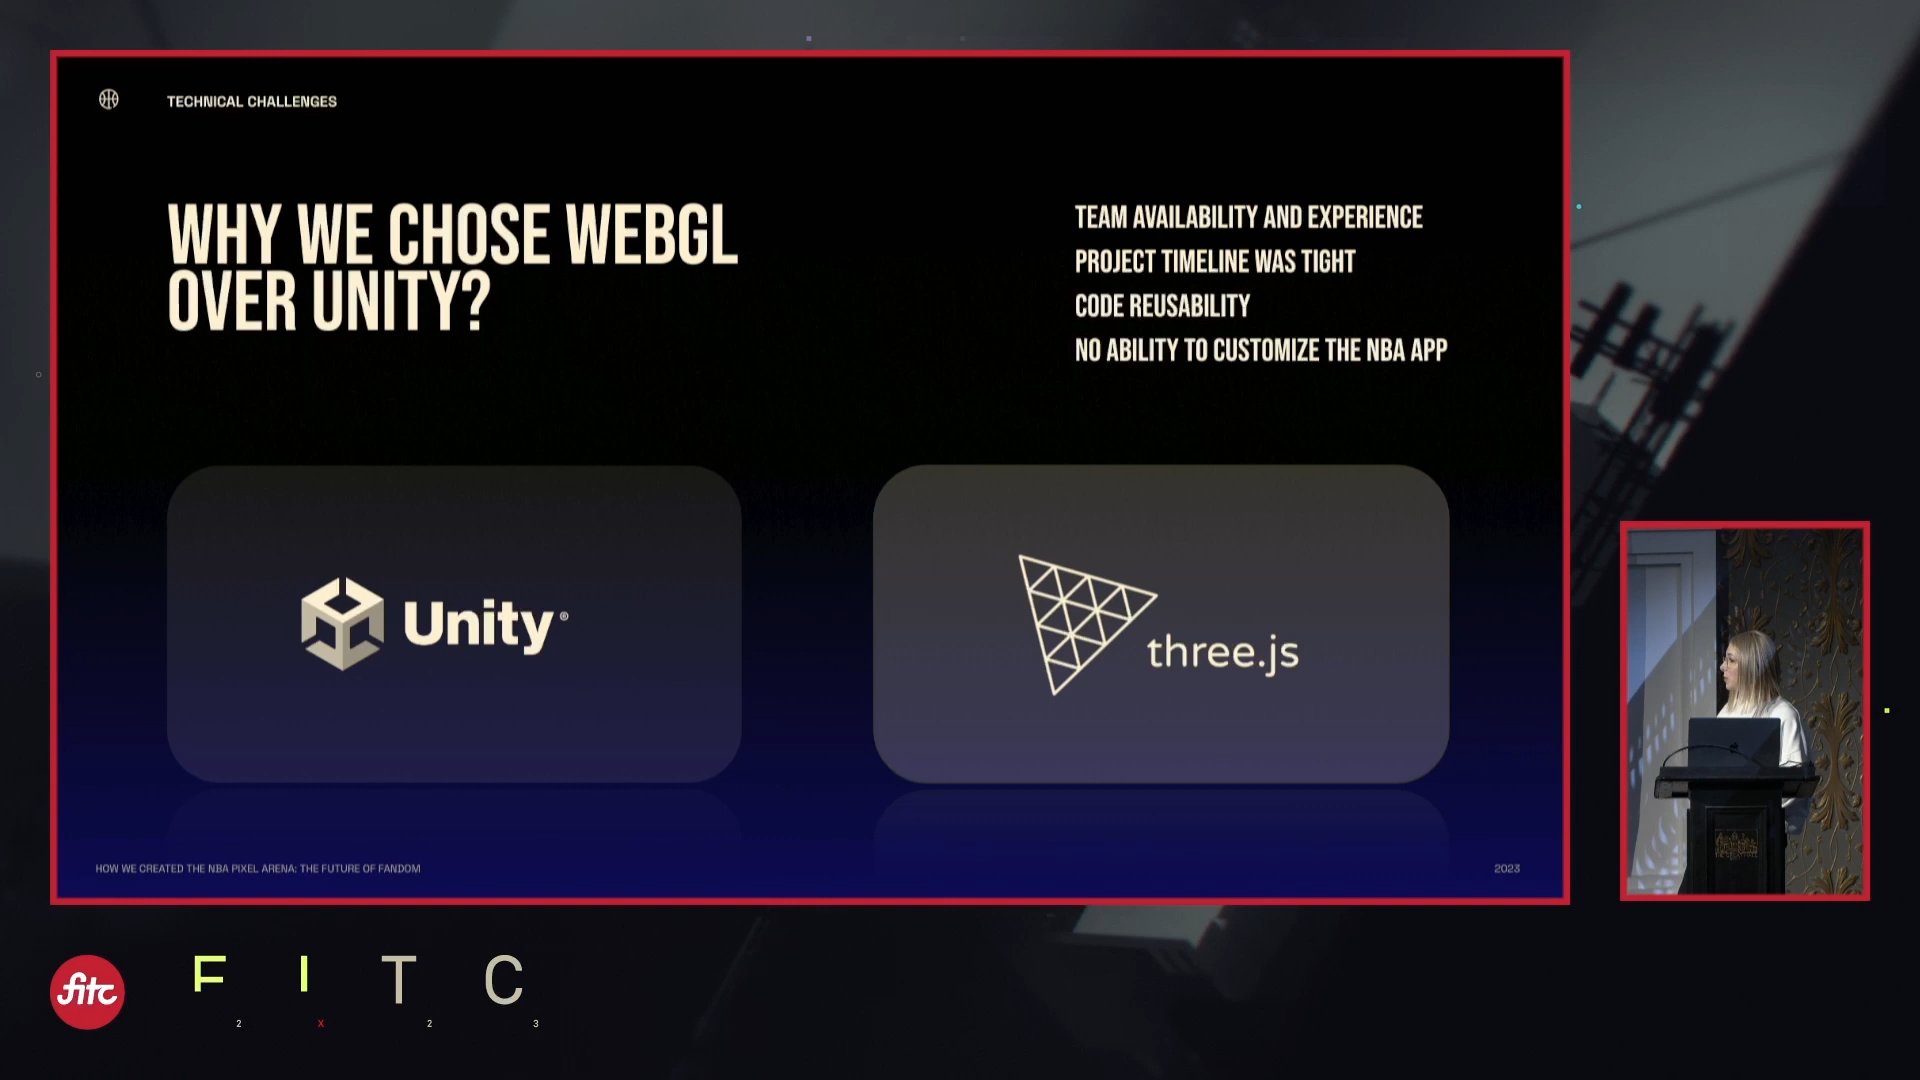 TECHNICAL CHALLENGES
WHY WE CHOSE WEBGL
OVER UNITY?
TEAM AVAILABILITY AND EXPERIENCE
PROJECT TIMELINE WAS TIGHT
CODE REUSABILITY
NO ABILITY TO CUSTOMIZE THE NBA APP
Unity®
three.js
HOW WE CREATED THE NBA PIXEL ARENA: THE FUTURE OF FANDOM
2023
fitc
F I T C
2 X 2 3